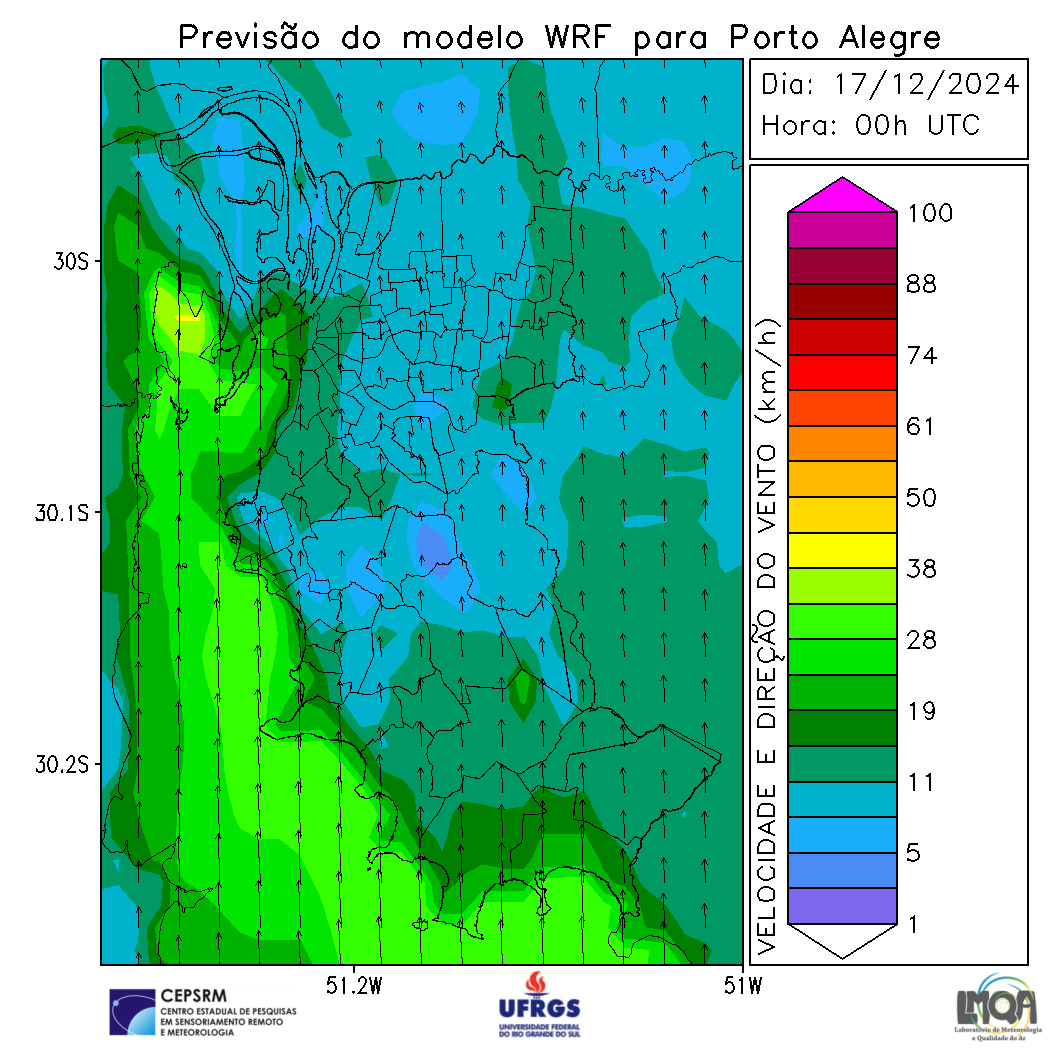 Previsão do modelo WRF para Porto Alegre
Dia: 17/12/2024
Hora: 00h UTC
30S
30.1S
30.2S
51.2W
51W
VELOCIDADE E DIREÇÃO DO VENTO (km/h)
100
88
74
61
50
38
28
19
11
5
1
CEPSRM
CENTRO ESTADUAL DE PESQUISAS
EM SENSORIAMENTO REMOTO
E METEOROLOGIA
UFRGS
UNIVERSIDADE FEDERAL
DO RIO GRANDE DO SUL
LMQA
Laboratório de Meteorologia
e Qualidade do Ar